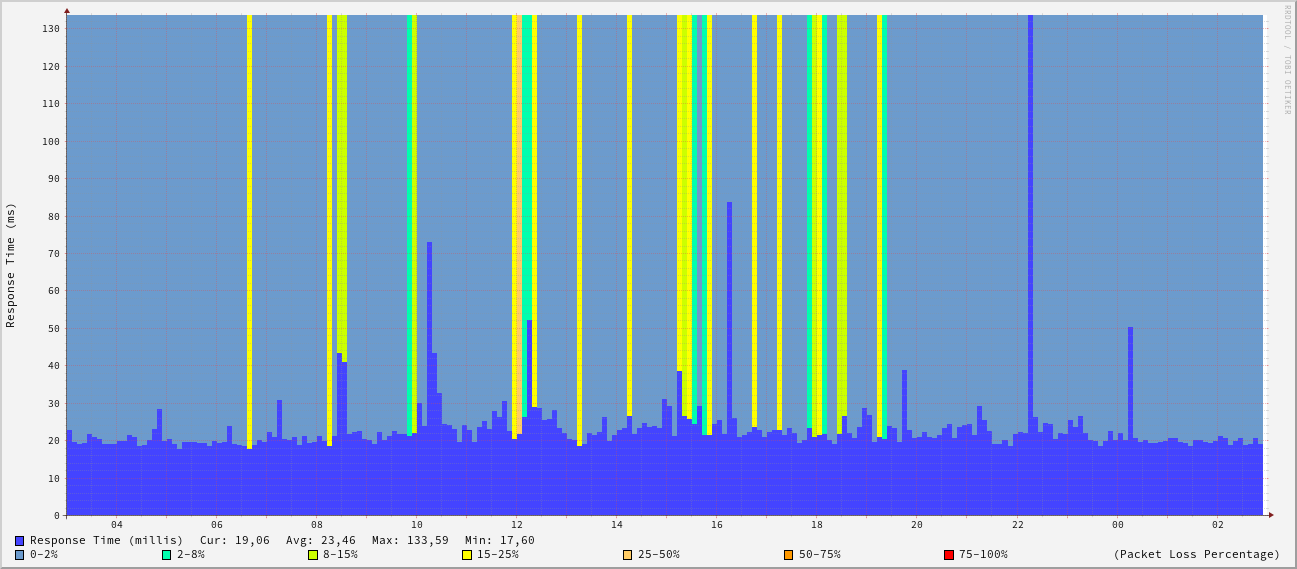 RRDTOOL / TOBI OETIKER
Response Time (ms)
130
120
110
100
90
80
70
60
50
40
30
20
10
0
04 06 08 10 12 14 16 18 20 22 00 02
Response Time (millis) Cur: 19,06 Avg: 23,46 Max: 133,59 Min: 17,60
0-2% 2-8% 8-15% 15-25% 25-50% 50-75% 75-100% (Packet Loss Percentage)